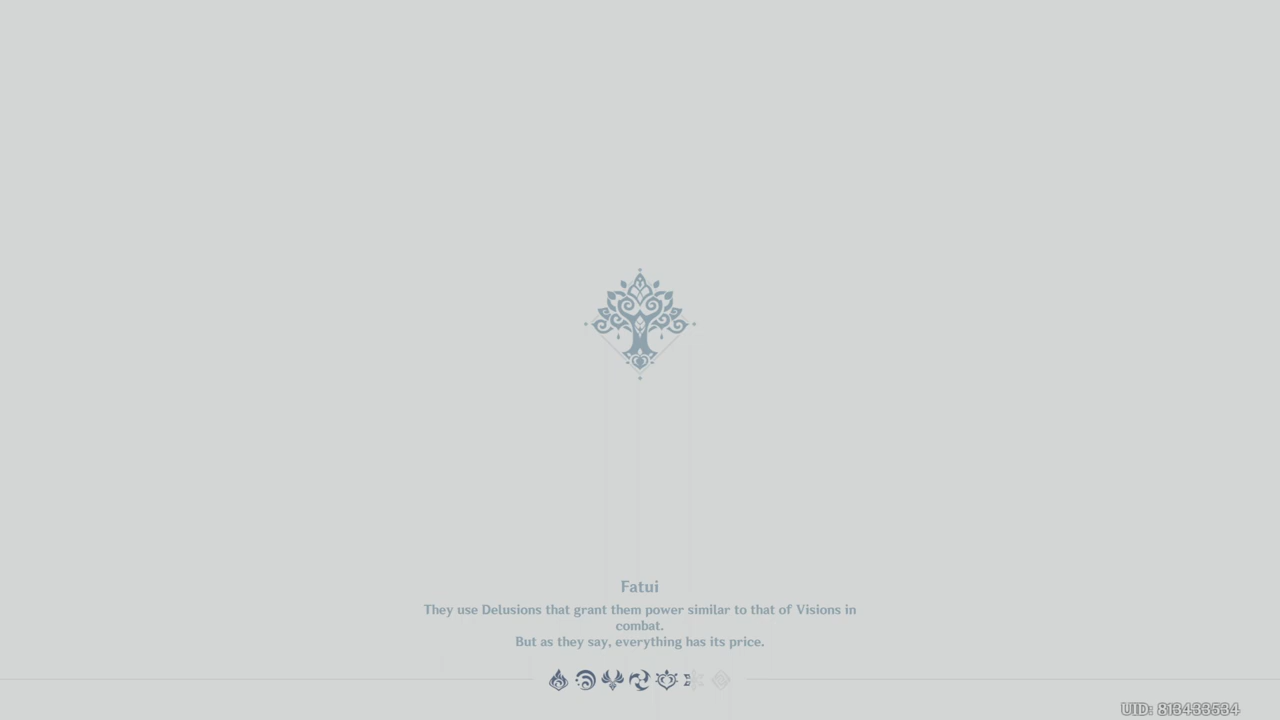 Fatui
They use Delusions that grant them power similar to that of Visions in
combat.
But as they say, everything has its price.
UID: 813433534